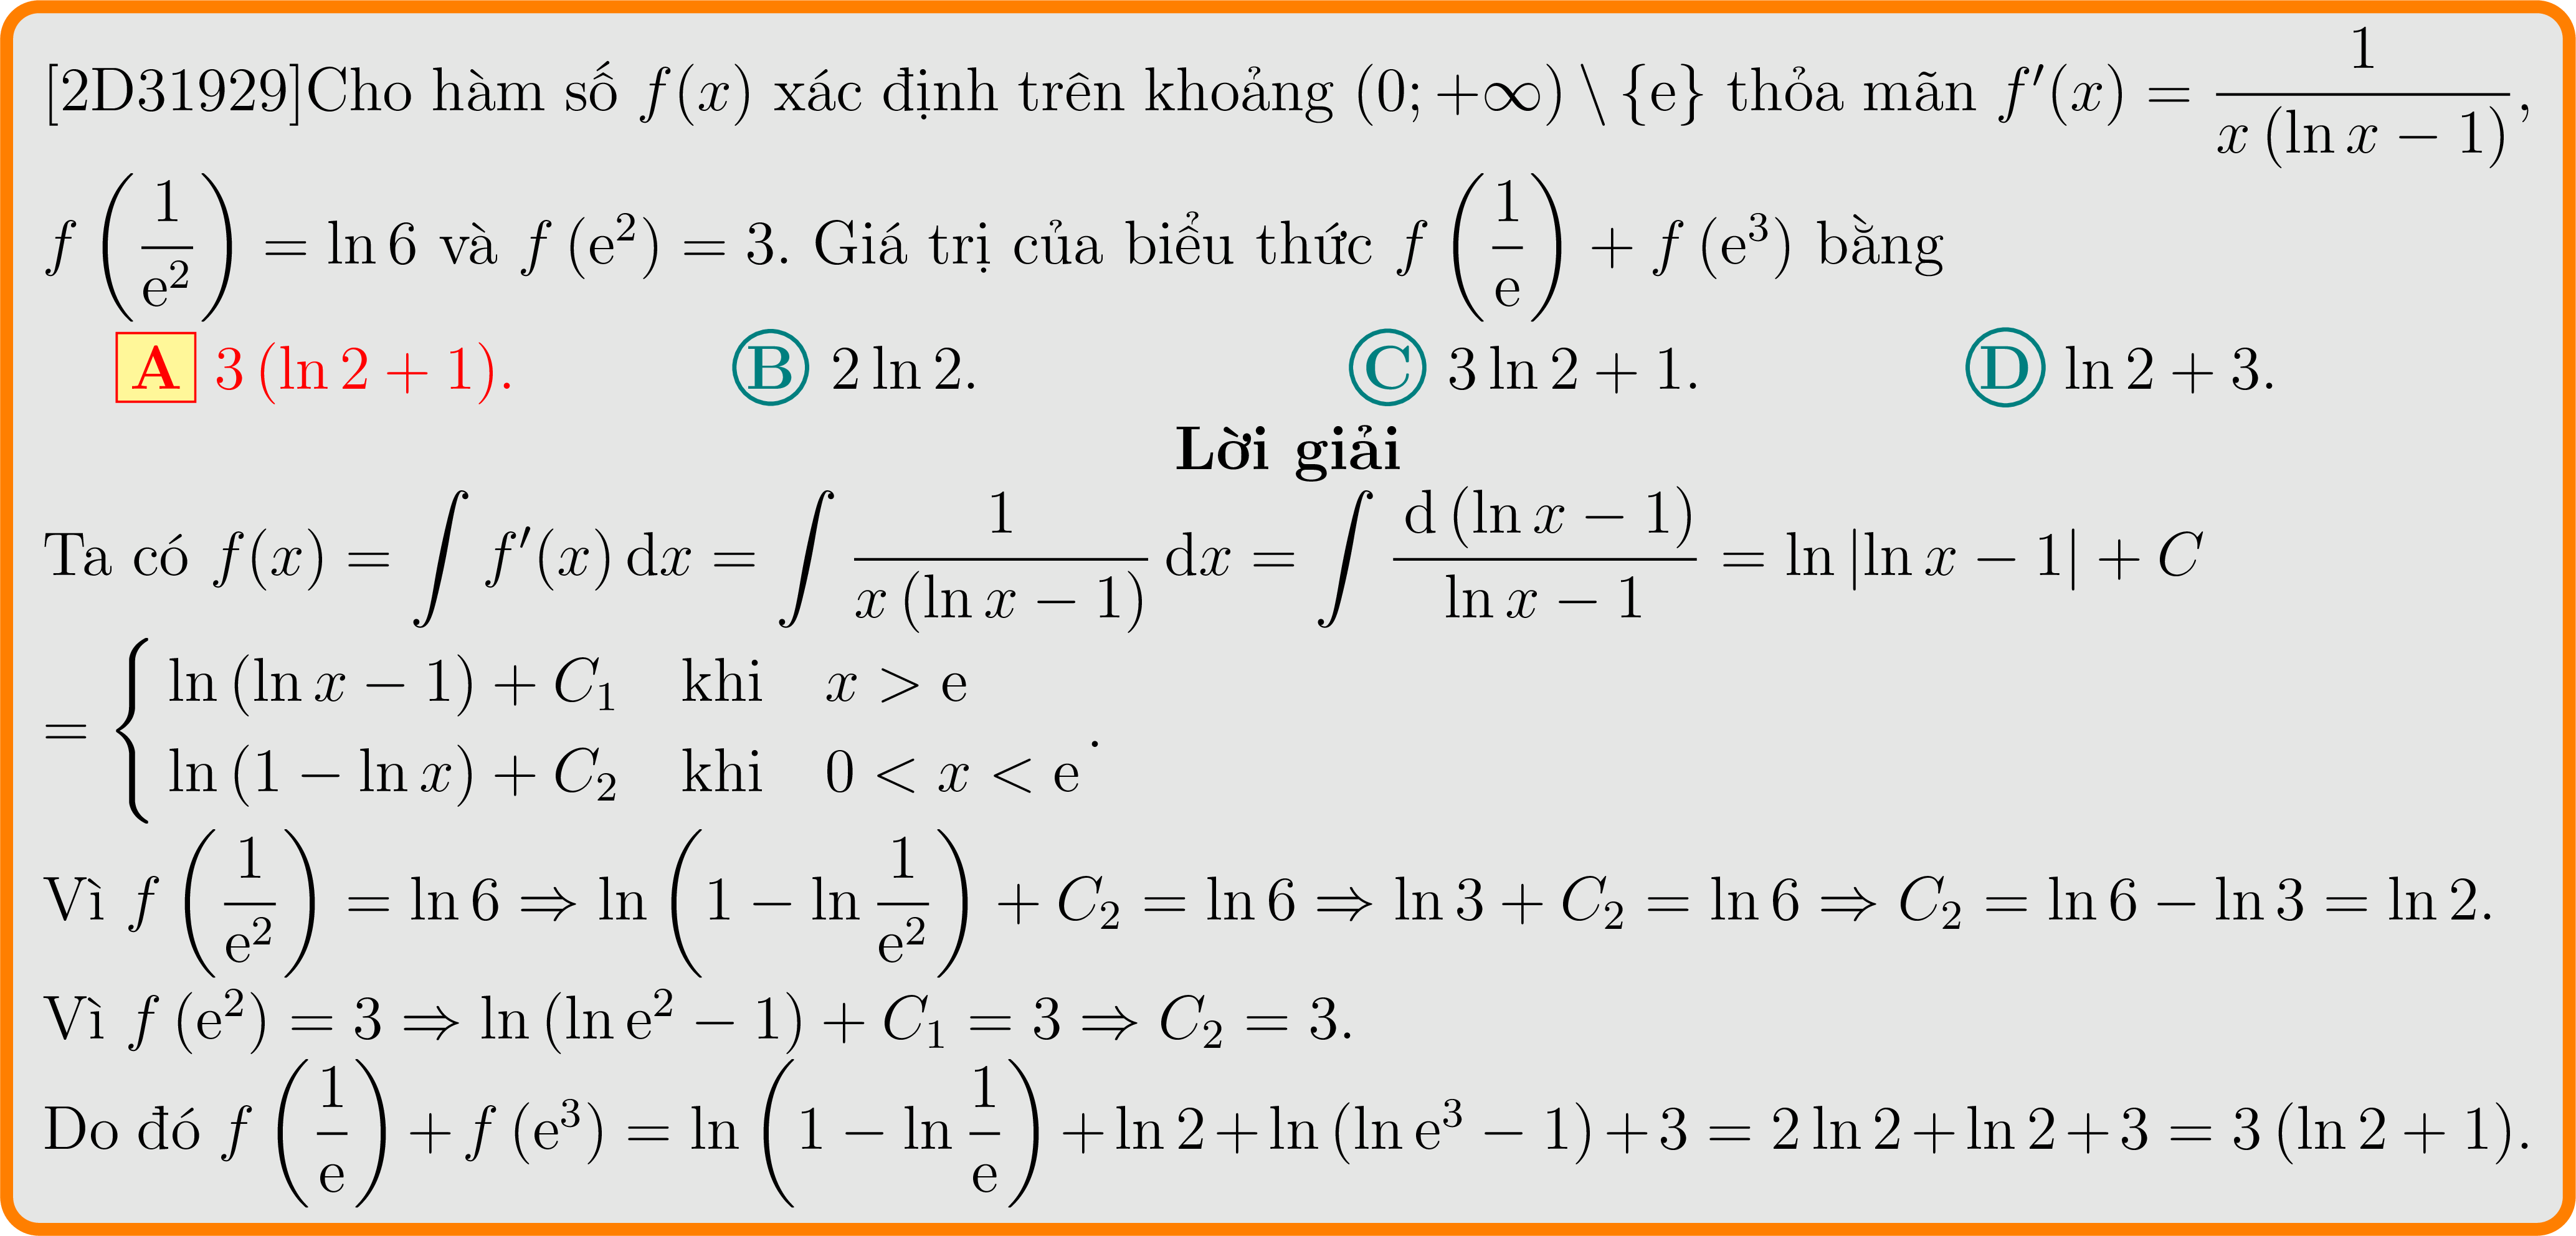 [2D31929]Cho hàm số f(x) xác định trên khoảng (0; +∞) \ {e} thỏa mãn f′(x) = 1/(x (ln x − 1)),
f (1/e²) = ln 6 và f (e²) = 3. Giá trị của biểu thức f (1/e) + f (e³) bằng
A 3 (ln 2 + 1). B 2 ln 2. C 3 ln 2 + 1. D ln 2 + 3.
Lời giải
Ta có f(x) = ∫ f′(x) dx = ∫ 1/(x (ln x − 1)) dx = ∫ d (ln x − 1)/(ln x − 1) = ln |ln x − 1| + C
= { ln (ln x − 1) + C₁ khi x > e
ln (1 − ln x) + C₂ khi 0 < x < e .
Vì f (1/e²) = ln 6 ⇒ ln (1 − ln 1/e²) + C₂ = ln 6 ⇒ ln 3 + C₂ = ln 6 ⇒ C₂ = ln 6 − ln 3 = ln 2.
Vì f (e²) = 3 ⇒ ln (ln e² − 1) + C₁ = 3 ⇒ C₂ = 3.
Do đó f (1/e) + f (e³) = ln (1 − ln 1/e) + ln 2 + ln (ln e³ − 1) + 3 = 2 ln 2 + ln 2 + 3 = 3 (ln 2 + 1).